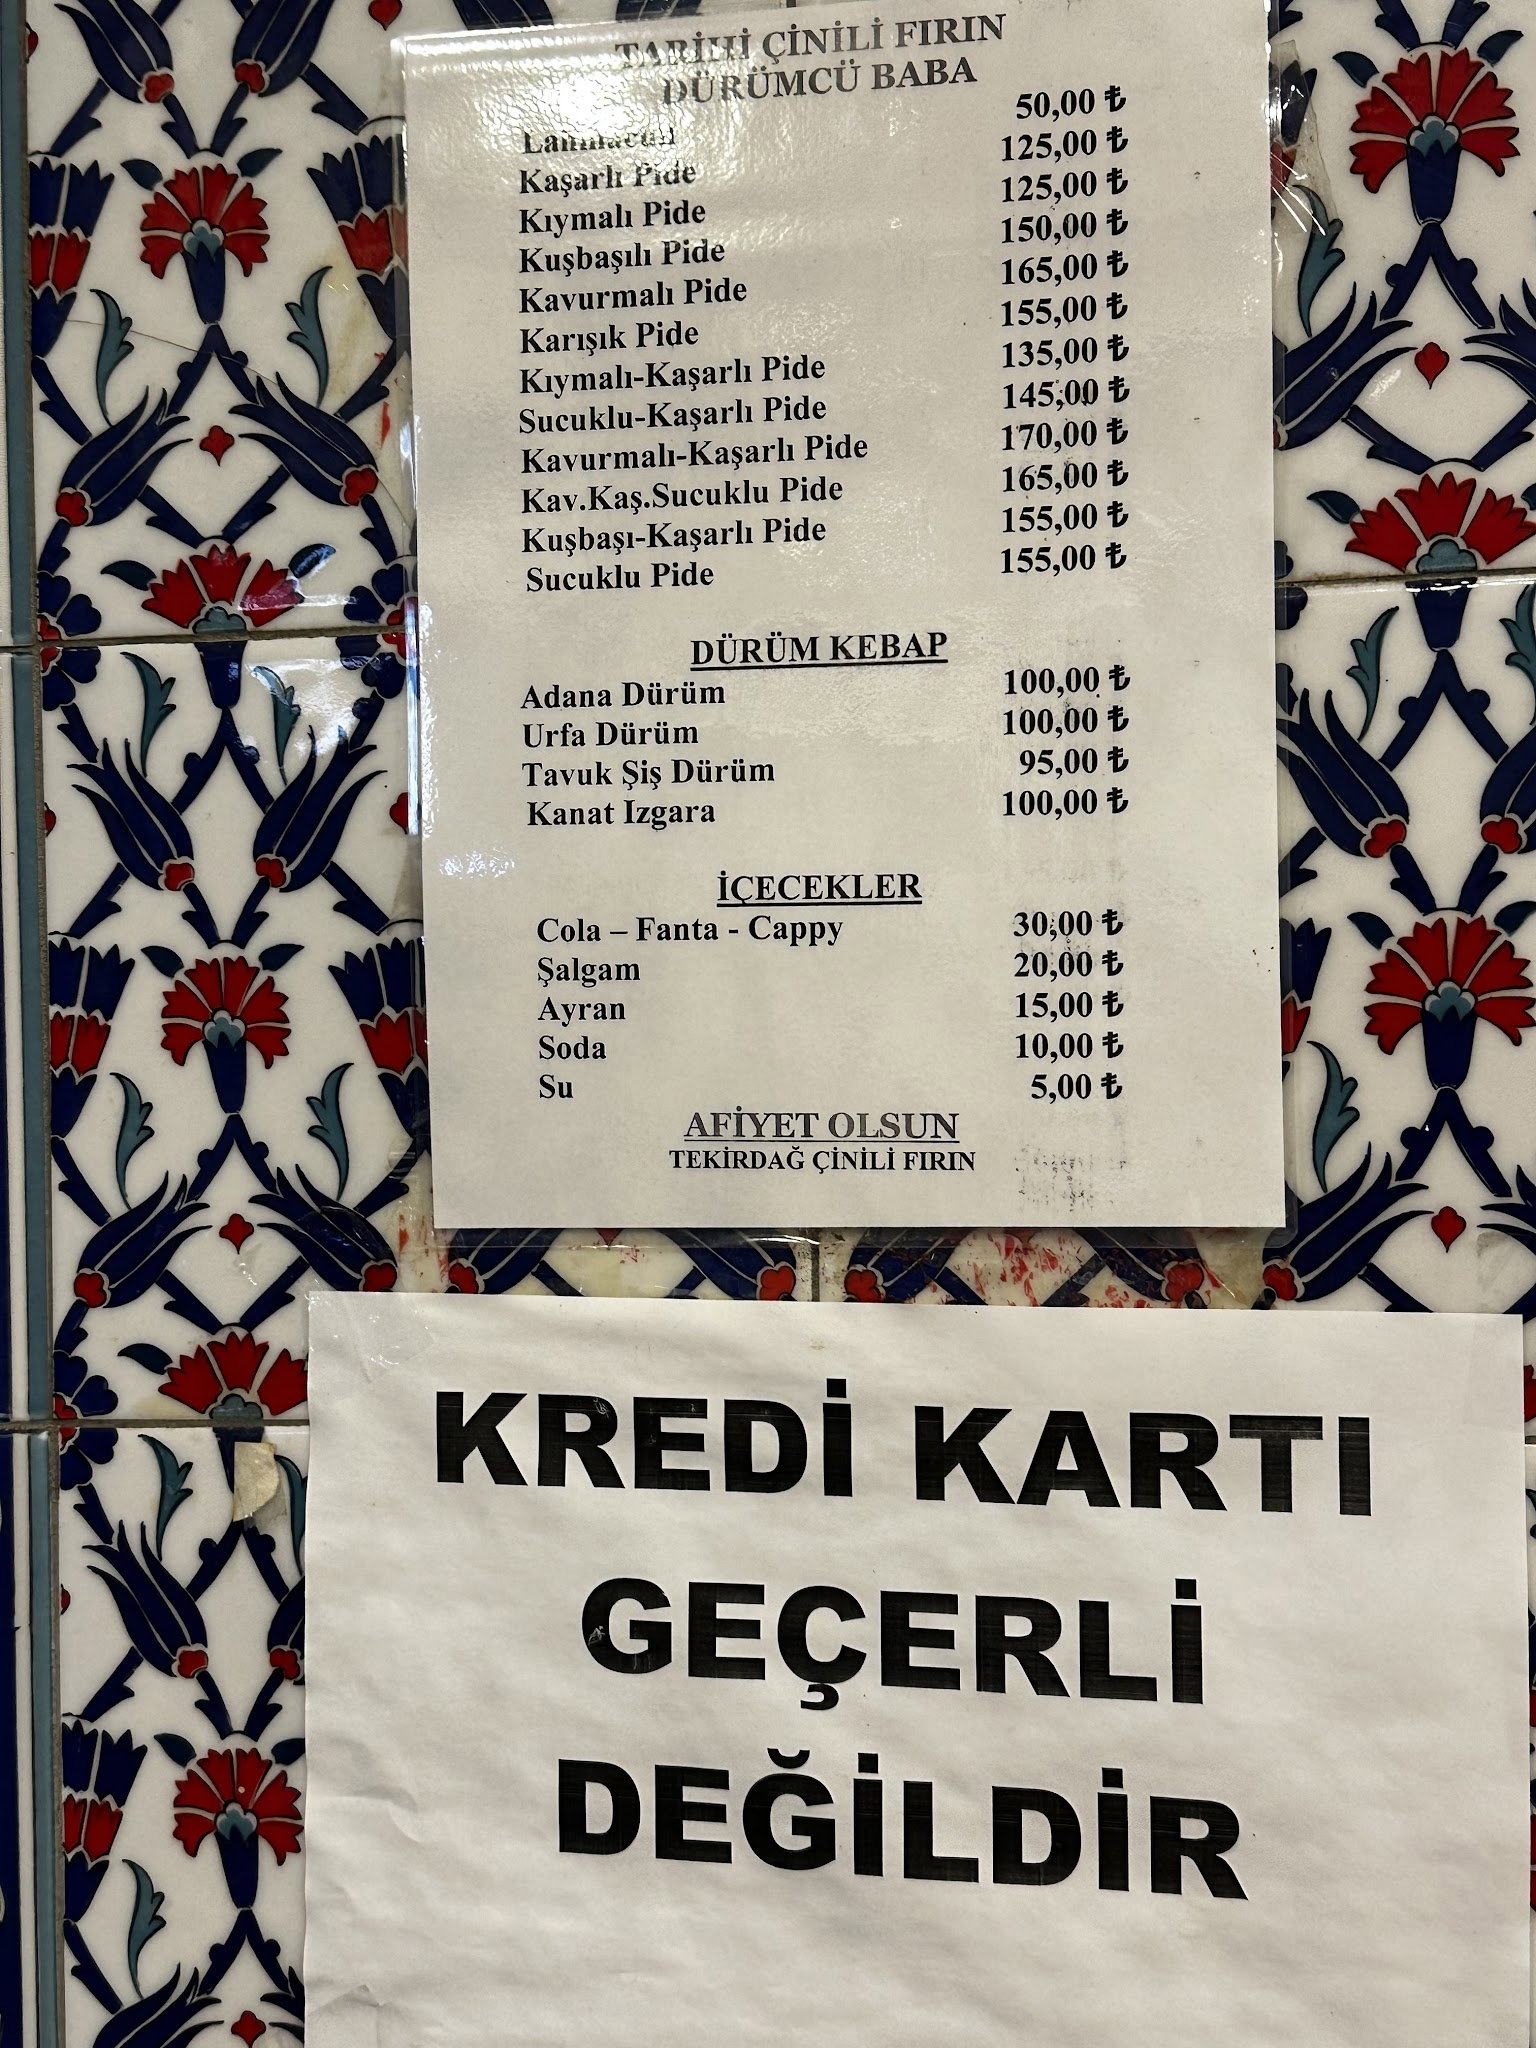 TARİHİ ÇİNİLİ FIRIN
DÜRÜMCÜ BABA
Lahmacun 50,00 ₺
Kaşarlı Pide 125,00 ₺
Kıymalı Pide 125,00 ₺
Kuşbaşılı Pide 150,00 ₺
Kavurmalı Pide 165,00 ₺
Karışık Pide 155,00 ₺
Kıymalı-Kaşarlı Pide 135,00 ₺
Sucuklu-Kaşarlı Pide 145,00 ₺
Kavurmalı-Kaşarlı Pide 170,00 ₺
Kav.Kaş.Sucuklu Pide 165,00 ₺
Kuşbaşı-Kaşarlı Pide 155,00 ₺
Sucuklu Pide 155,00 ₺
DÜRÜM KEBAP
Adana Dürüm 100,00 ₺
Urfa Dürüm 100,00 ₺
Tavuk Şiş Dürüm 95,00 ₺
Kanat Izgara 100,00 ₺
İÇECEKLER
Cola – Fanta - Cappy 30,00 ₺
Şalgam 20,00 ₺
Ayran 15,00 ₺
Soda 10,00 ₺
Su 5,00 ₺
AFİYET OLSUN
TEKİRDAĞ ÇİNİLİ FIRIN
KREDİ KARTI
GEÇERLİ
DEĞİLDİR